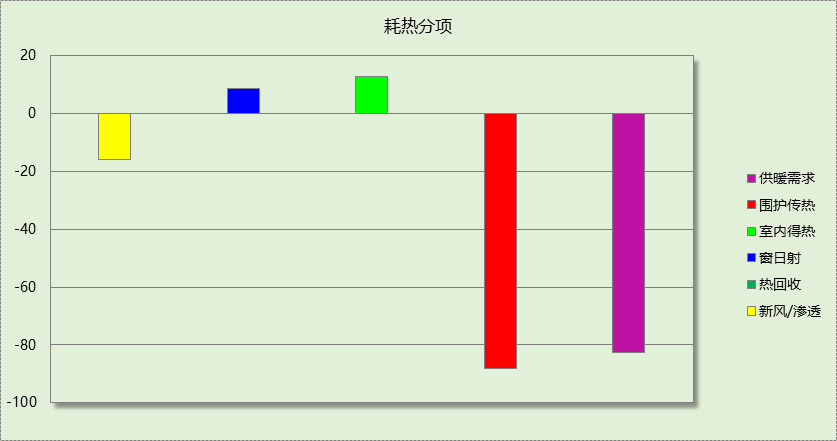 耗热分项
20
0
-20
-40
-60
-80
-100
供暖需求
围护传热
室内得热
窗日射
热回收
新风/渗透